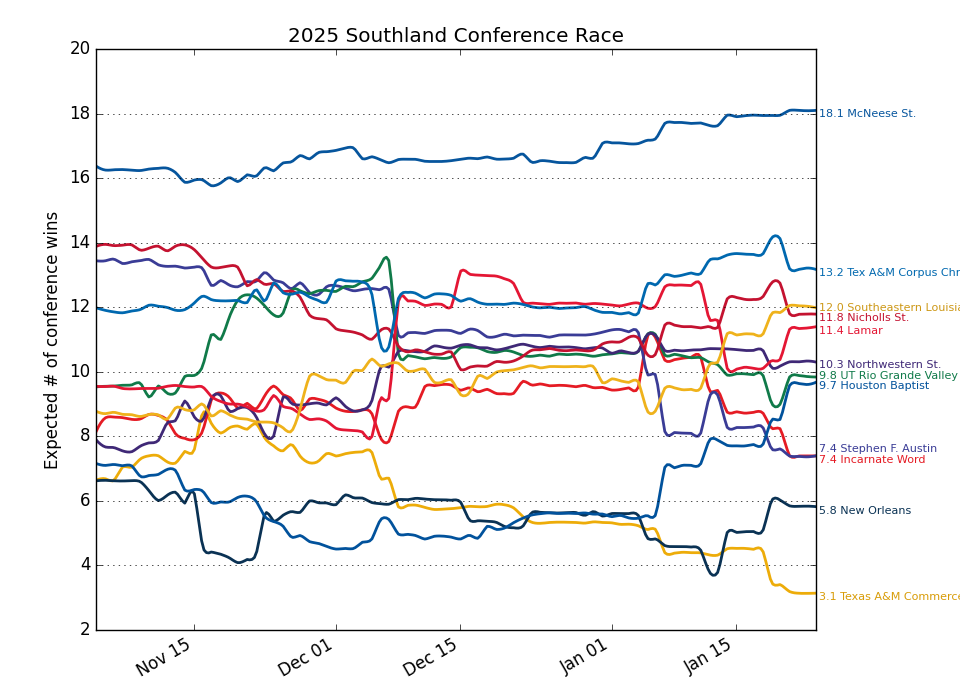 2025 Southland Conference Race
Expected # of conference wins
20
18
16
14
12
10
8
6
4
2
Nov 15
Dec 01
Dec 15
Jan 01
Jan 15
18.1 McNeese St.
13.2 Tex A&M Corpus Chr
12.0 Southeastern Louisia
11.8 Nichols St.
11.4 Lamar
10.3 Northwestern St.
9.8 UT Rio Grande Valley
9.7 Houston Baptist
7.4 Stephen F. Austin
7.4 Incarnate Word
5.8 New Orleans
3.1 Texas A&M Commerce